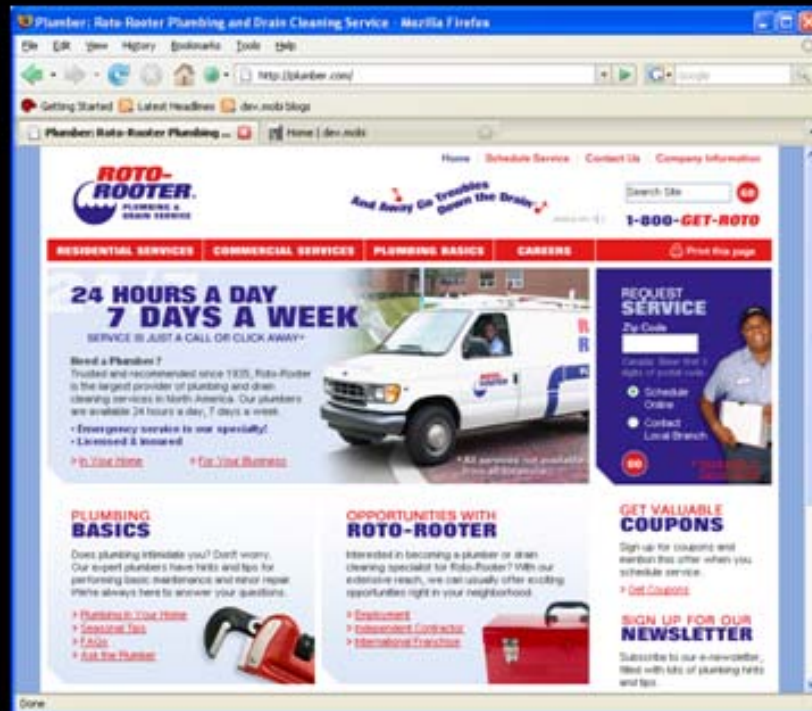 Plumber: Roto-Rooter Plumbing and Drain Cleaning Service - Mozilla Firefox
File Edit View History Bookmarks Tools Help
http://plumber.com/
Getting Started Latest Headlines dev.mobi blogs
Plumber: Roto-Rooter Plumbing ... Home | dev.mobi
Home Schedule Service Contact Us Company Information
ROTO-
ROOTER.
PLUMBING &
DRAIN SERVICE
And Away Go Troubles
Down the Drain
Search Site GO
1-800-GET-ROTO
RESIDENTIAL SERVICES COMMERCIAL SERVICES PLUMBING BASICS CAREERS Print this page
24/7
24 HOURS A DAY
7 DAYS A WEEK
SERVICE IS JUST A CALL OR CLICK AWAY*
Need a Plumber?
Trusted and recommended since 1935, Roto-Rooter
is the largest provider of plumbing and drain
cleaning services in North America. Our plumbers
are available 24 hours a day, 7 days a week.
• Emergency service is our specialty!
• Licensed & insured
> In Your Home > For Your Business
ROTO-
ROOTER
* All services not available
from all locations
REQUEST
SERVICE
Zip Code
Schedule
Online
Contact
Local Branch
GO
PLUMBING
BASICS
Does plumbing intimidate you? Don't worry.
Our expert plumbers have hints and tips for
performing basic maintenance and minor repair.
We're always here to answer your questions.
> Plumbing In Your Home
> Seasonal Tips
> FAQs
> Ask the Plumber
OPPORTUNITIES WITH
ROTO-ROOTER
Interested in becoming a plumber or drain
cleaning specialist for Roto-Rooter? With our
extensive reach, we can usually offer exciting
opportunities right in your neighborhood.
> Employment
> Independent Contractor
> International Franchise
GET VALUABLE
COUPONS
Sign up for coupons and
mention this offer when you
schedule service.
> Get Coupons
SIGN UP FOR OUR
NEWSLETTER
Subscribe to our e-newsletter,
filled with lots of plumbing hints
and tips.
Done